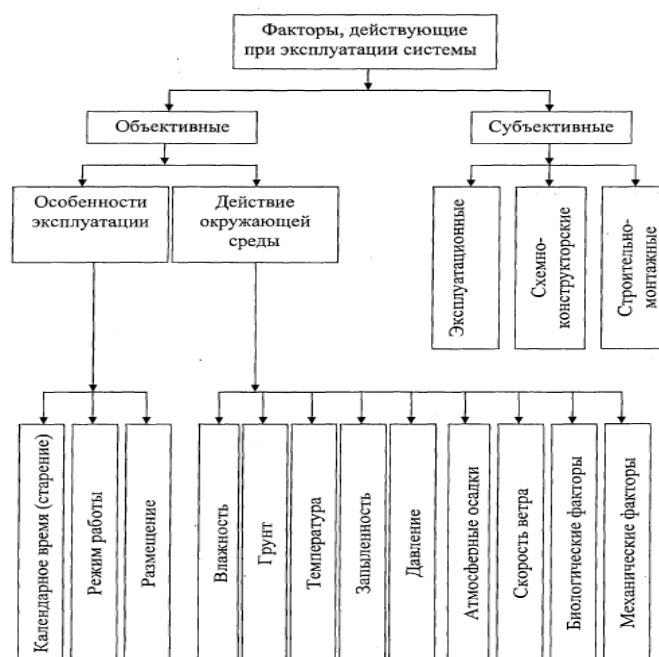 Факторы, действующие
при эксплуатации системы
Объективные
Субъективные
Особенности
эксплуатации
Действие
окружающей
среды
Эксплуатационные
Схемно-
конструкторские
Строительно-
монтажные
Календарное время (старение)
Режим работы
Размещение
Влажность
Грунт
Температура
Запыленность
Давление
Атмосферные осадки
Скорость ветра
Биологические факторы
Механические факторы